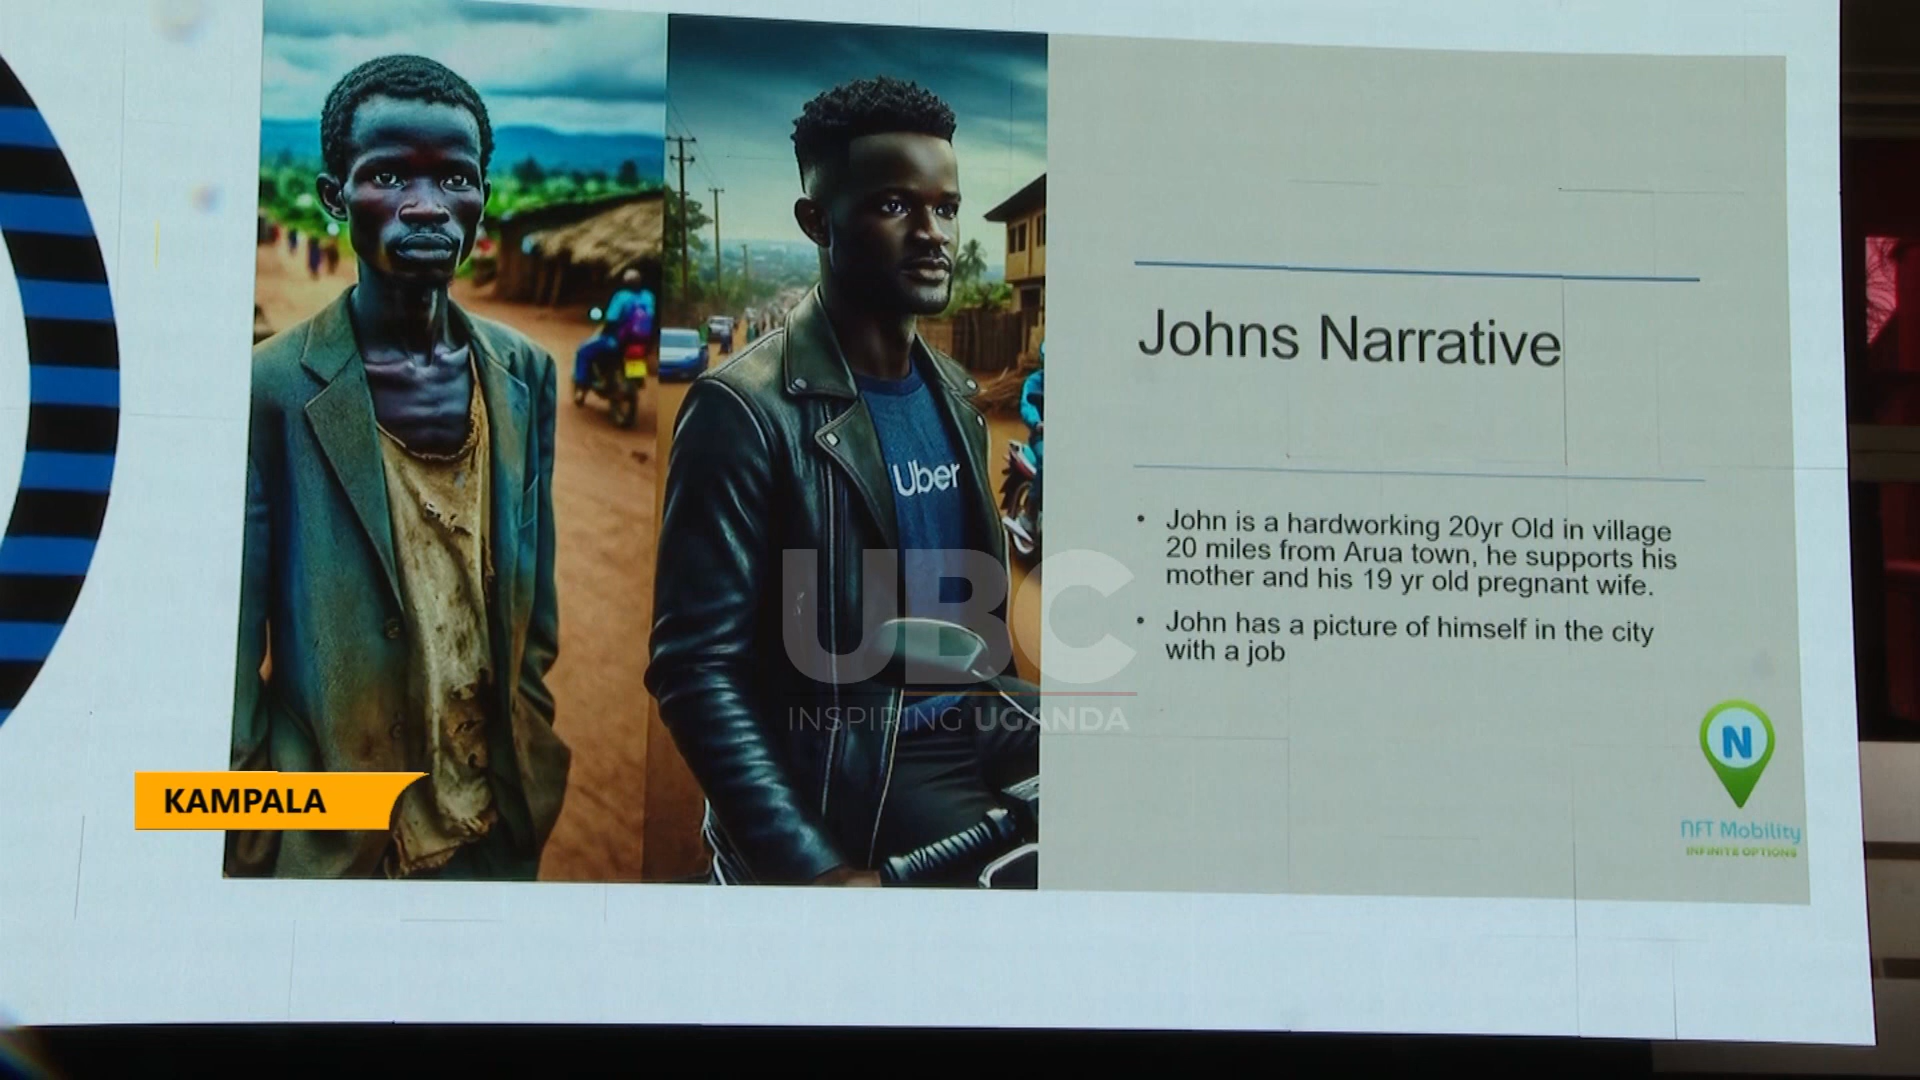 Uber
Johns Narrative
• John is a hardworking 20yr Old in village
20 miles from Arua town, he supports his
mother and his 19 yr old pregnant wife.
• John has a picture of himself in the city
with a job
UBC
INSPIRING UGANDA
N
NFT Mobility
INFINITE OPTIONS
KAMPALA